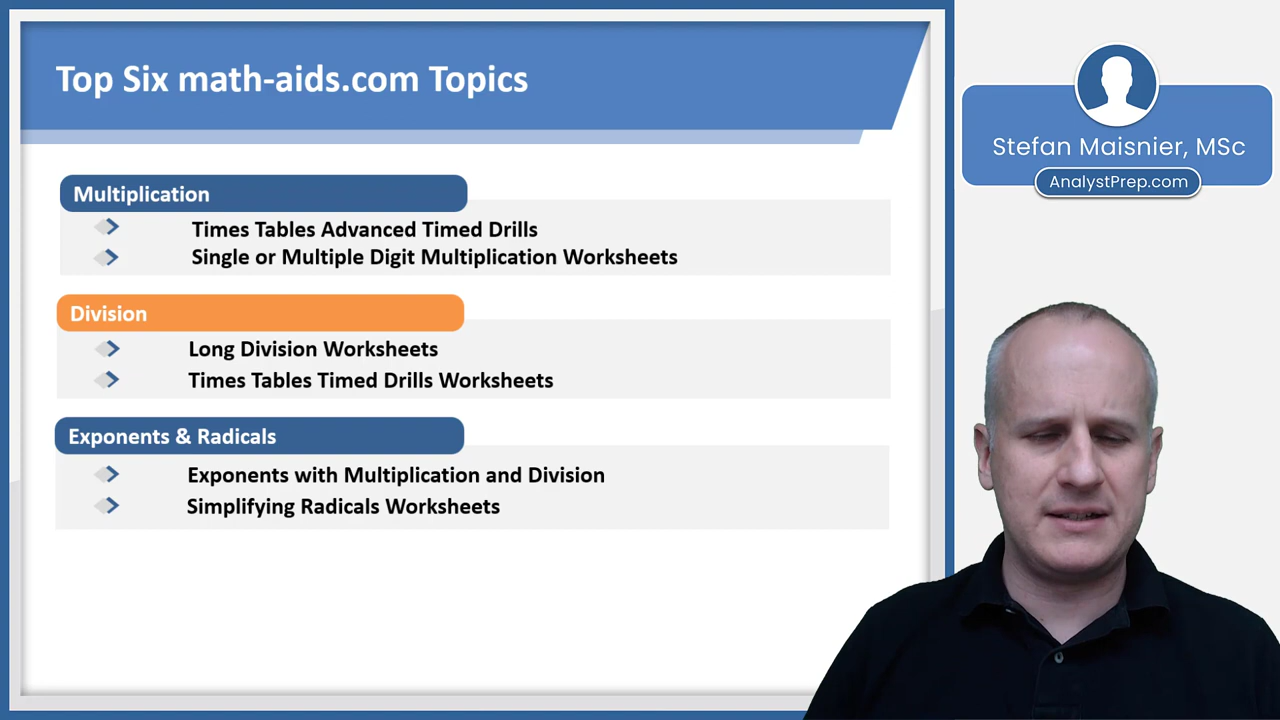 Top Six math-aids.com Topics
Multiplication
Times Tables Advanced Timed Drills
Single or Multiple Digit Multiplication Worksheets
Division
Long Division Worksheets
Times Tables Timed Drills Worksheets
Exponents & Radicals
Exponents with Multiplication and Division
Simplifying Radicals Worksheets
Stefan Maisnier, MSc
AnalystPrep.com